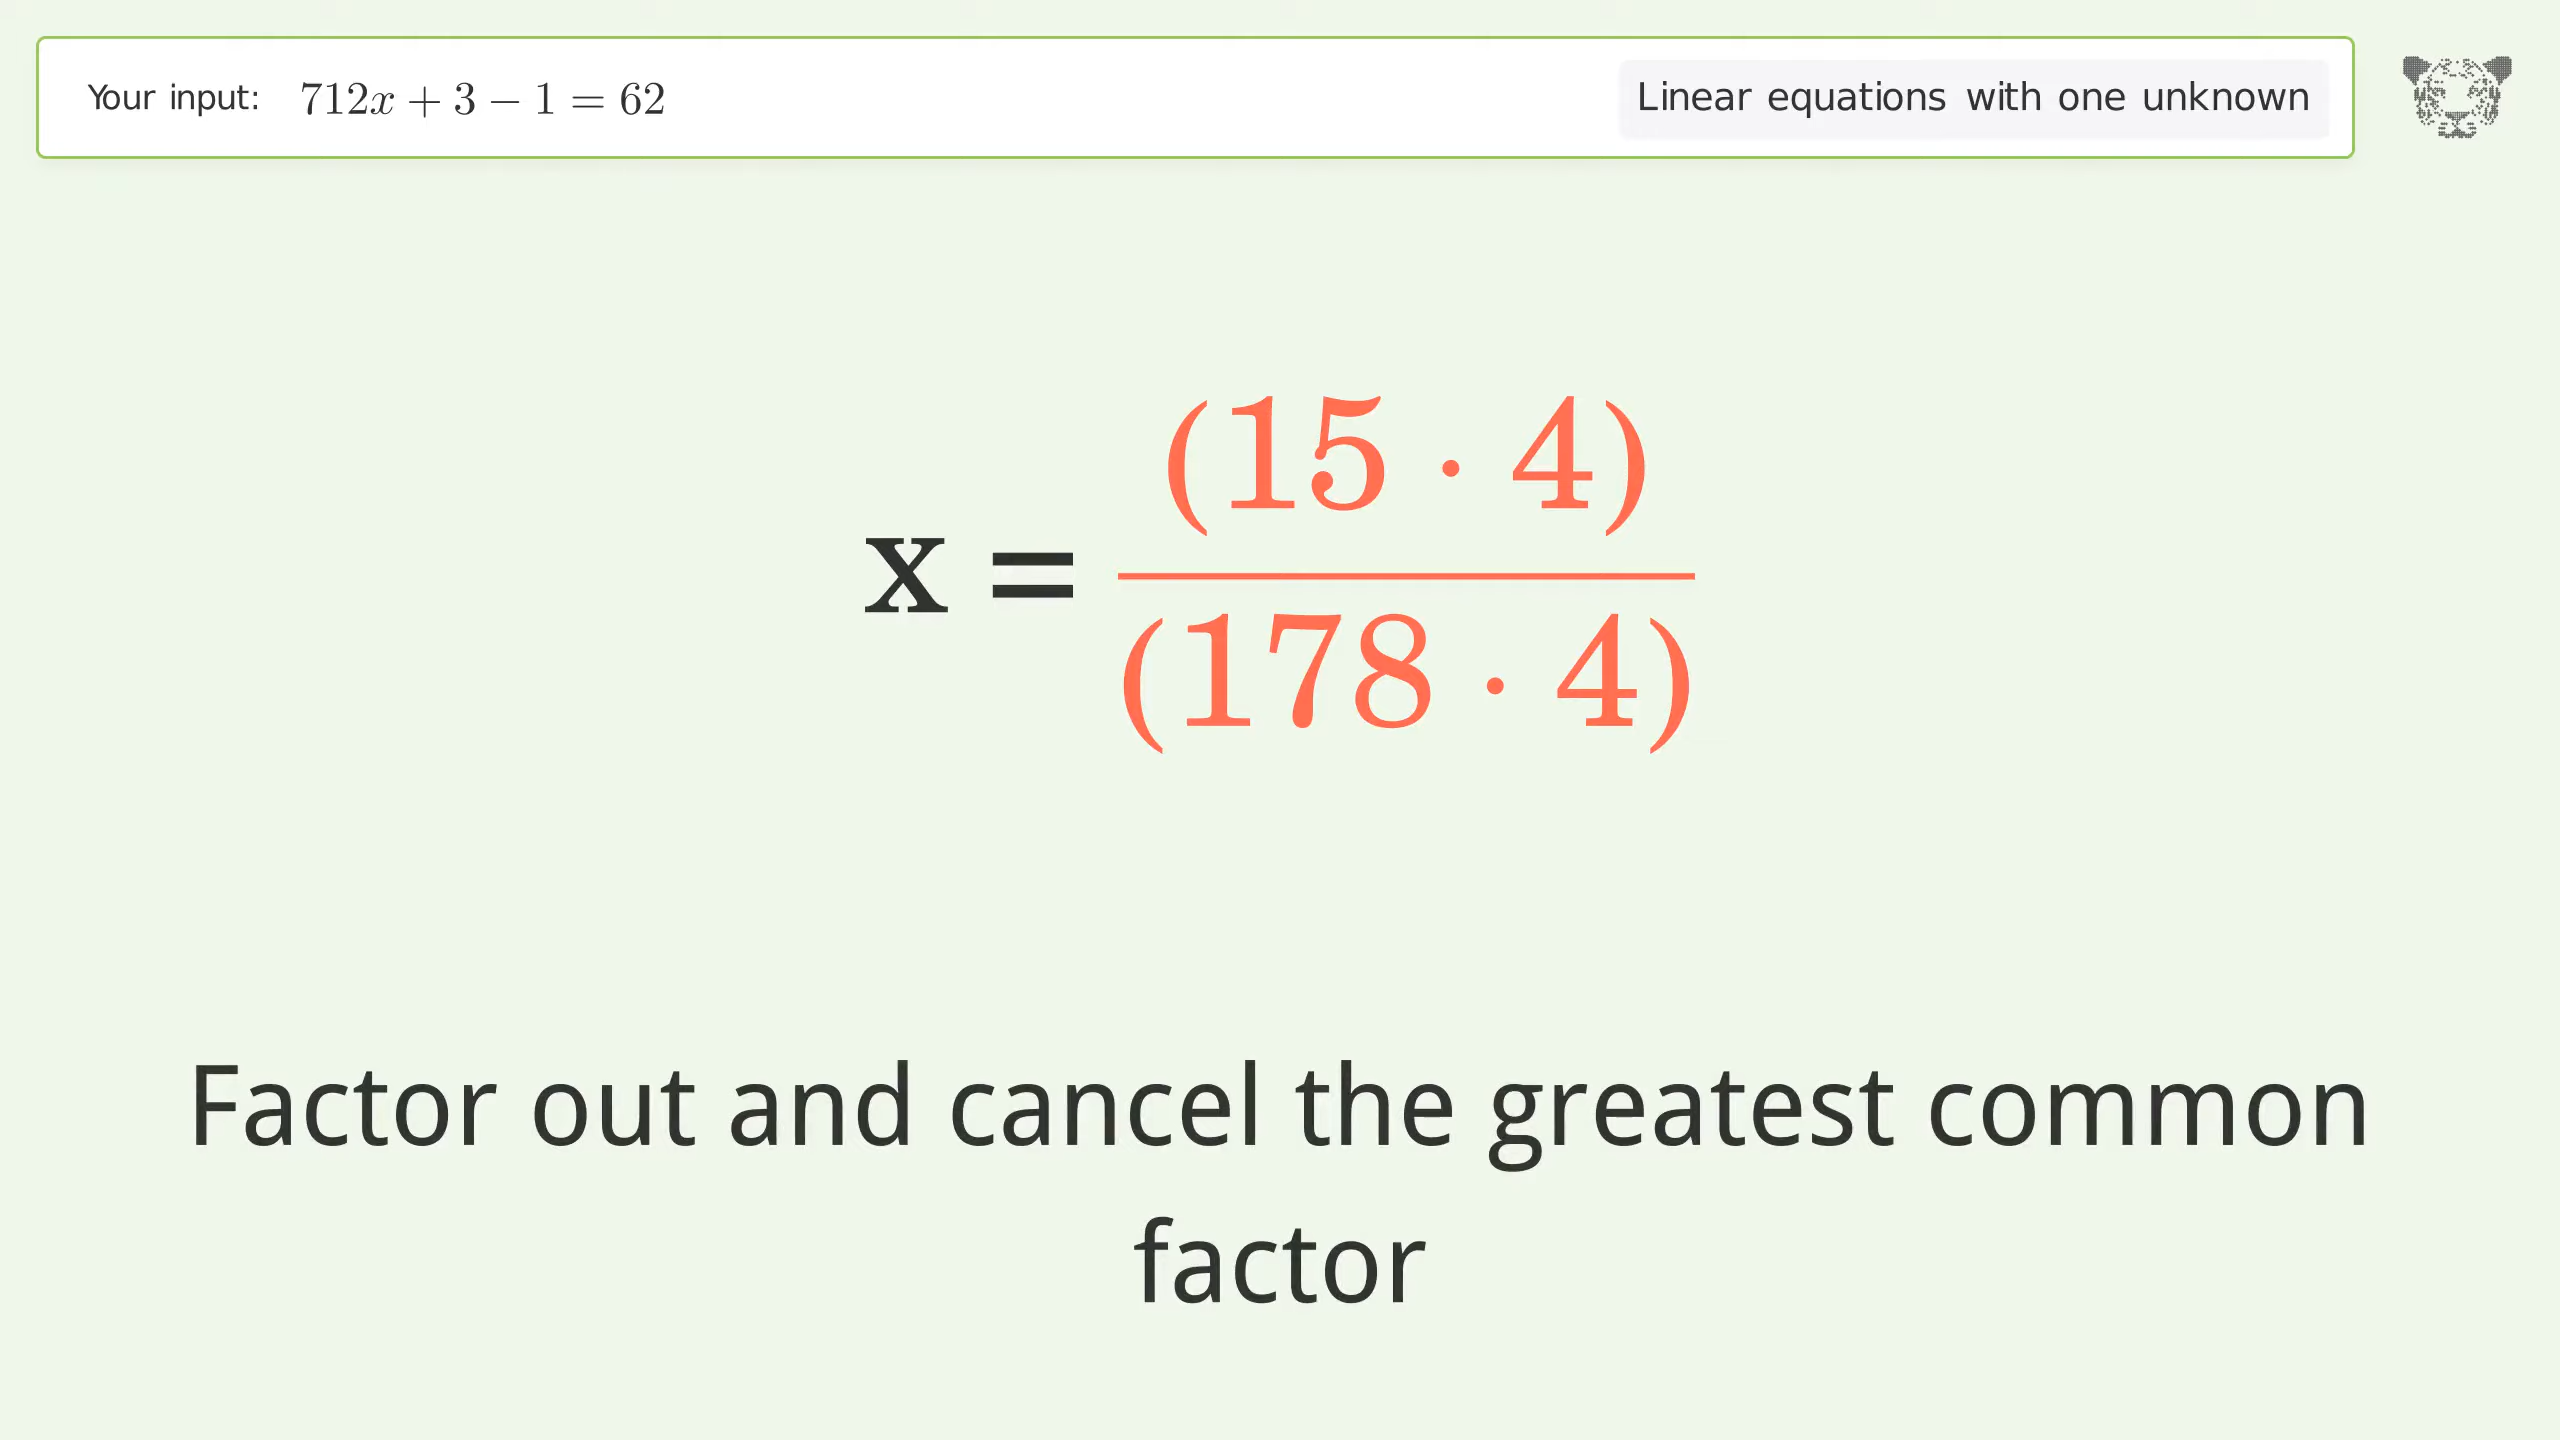 Your input: 712x + 3 − 1 = 62 Linear equations with one unknown
(15 · 4)
x =
(178 · 4)
Factor out and cancel the greatest common
factor